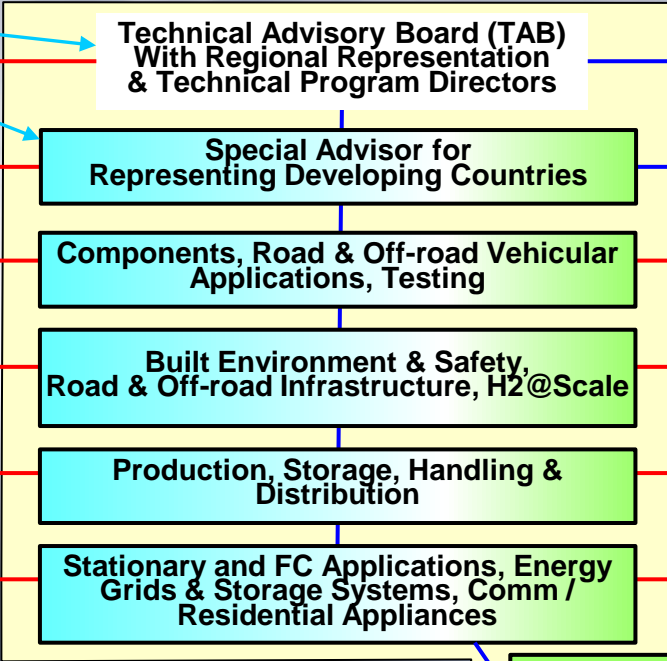 Technical Advisory Board (TAB)
With Regional Representation
& Technical Program Directors
Special Advisor for
Representing Developing Countries
Components, Road & Off-road Vehicular
Applications, Testing
Built Environment & Safety,
Road & Off-road Infrastructure, H2@Scale
Production, Storage, Handling &
Distribution
Stationary and FC Applications, Energy
Grids & Storage Systems, Comm /
Residential Appliances